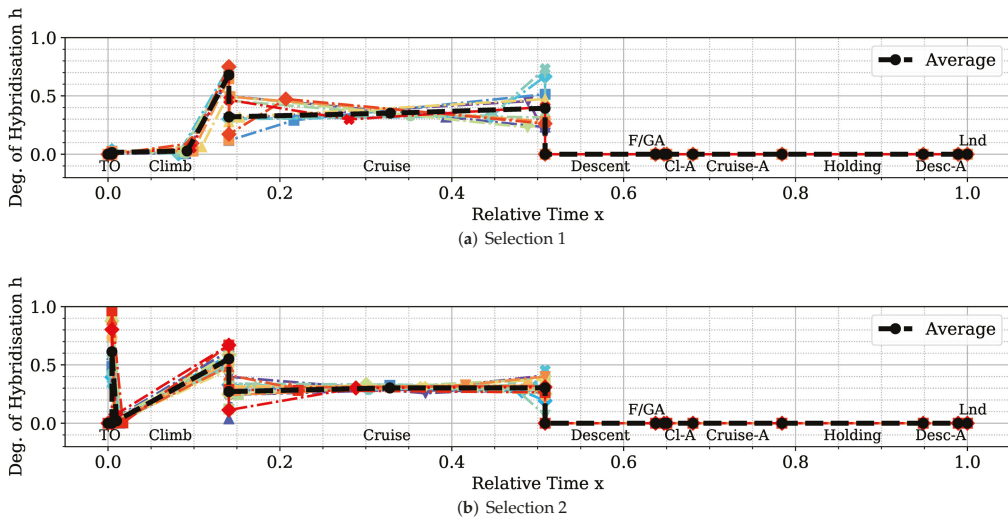 Deg. of Hybridisation h
1.0
0.5
0.0
Average
F/GA
Lnd
TO
Climb
Cruise
Descent
Cl-A
Cruise-A
Holding
Desc-A
0.0 0.2 0.4 0.6 0.8 1.0
Relative Time x
(a) Selection 1
Deg. of Hybridisation h
1.0
0.5
0.0
Average
F/GA
Lnd
TO
Climb
Cruise
Descent
Cl-A
Cruise-A
Holding
Desc-A
0.0 0.2 0.4 0.6 0.8 1.0
Relative Time x
(b) Selection 2